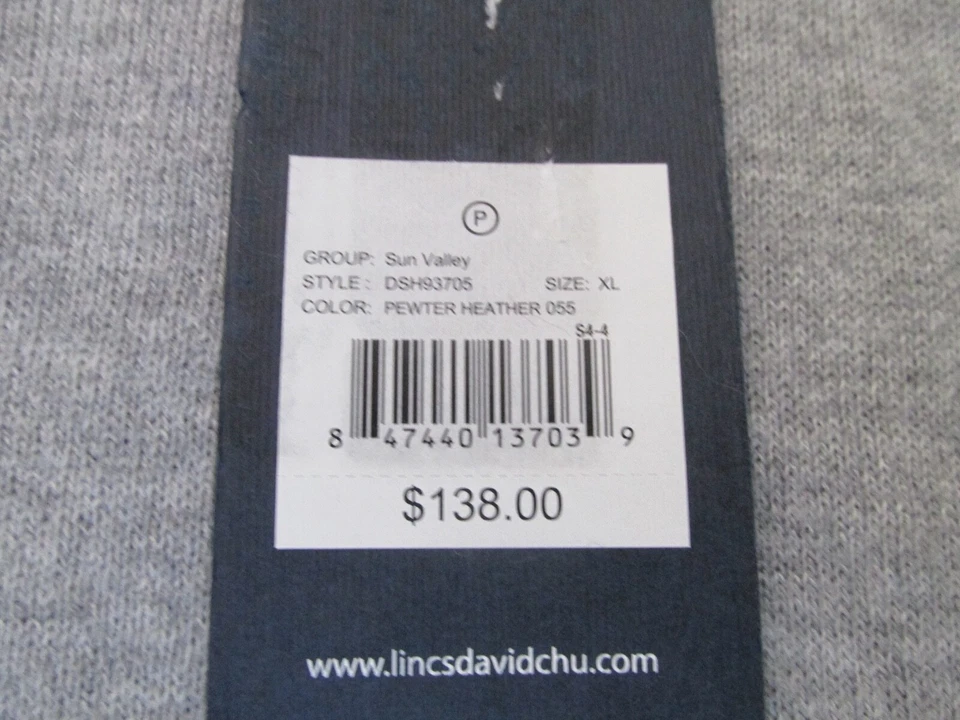 P
GROUP: Sun Valley
STYLE : DSH93705 SIZE: XL
COLOR: PEWTER HEATHER 055
S4-4
8 47440 13703 9
$138.00
www.lincsdavidchu.com